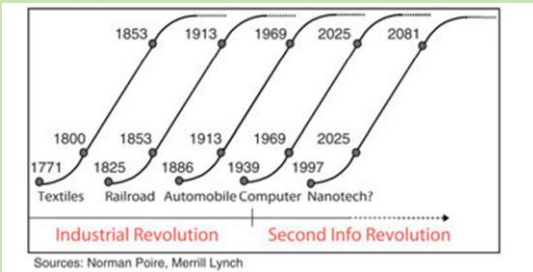 1853 1913 1969 2025 2081
1800 1853 1913 1969 2025
1771 1825 1886 1939 1997
Textiles Railroad Automobile Computer Nanotech?
Industrial Revolution Second Info Revolution
Sources: Norman Poire, Merrill Lynch